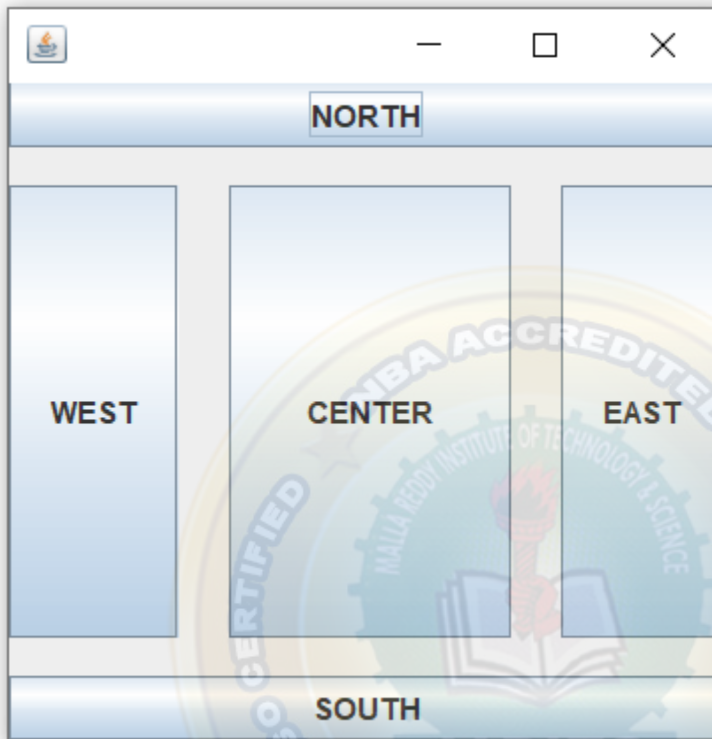 NORTH
WEST
CENTER
EAST
SOUTH
NBA ACCREDITED
MALLA REDDY INSTITUTE OF TECHNOLOGY & SCIENCE
CERTIFIED